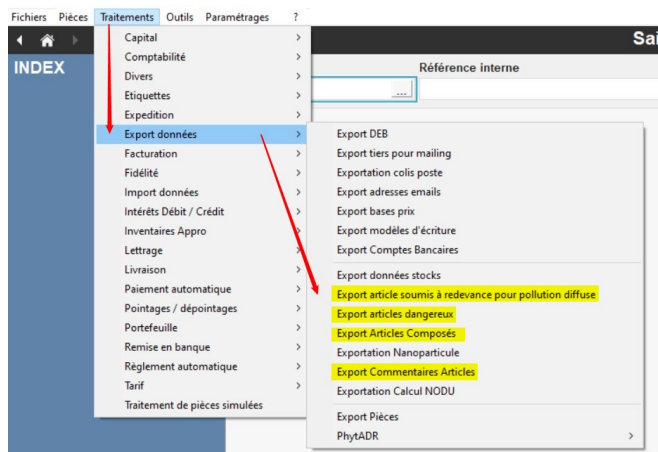 Fichiers Pièces Traitements Outils Paramétrages ?
Sai
INDEX
Référence interne
...
Capital
Comptabilité
Divers
Etiquettes
Expedition
Export données
Facturation
Fidélité
Import données
Intérêts Débit / Crédit
Inventaires Appro
Lettrage
Livraison
Paiement automatique
Pointages / dépointages
Portefeuille
Remise en banque
Règlement automatique
Tarif
Traitement de pièces simulées
Export DEB
Export tiers pour mailing
Exportation colis poste
Export adresses emails
Export bases prix
Export modèles d'écriture
Export Comptes Bancaires
Export données stocks
Export article soumis à redevance pour pollution diffuse
Export articles dangereux
Export Articles Composés
Exportation Nanoparticule
Export Commentaires Articles
Exportation Calcul NODU
Export Pièces
PhytADR